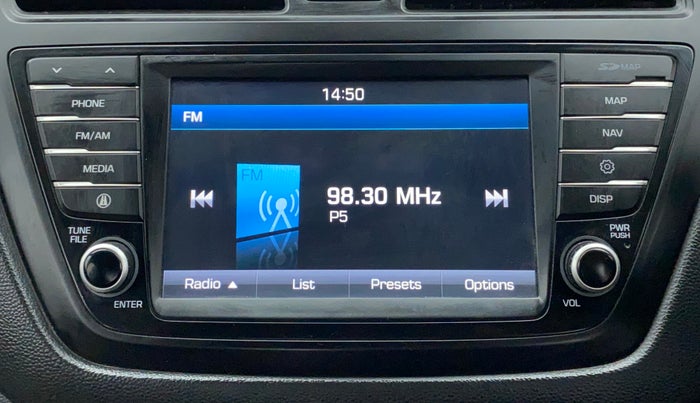 14:50
FM
FM
98.30 MHz
P5
Radio ▲
List
Presets
Options
PHONE
FM/AM
MEDIA
TUNE
FILE
ENTER
SD MAP
MAP
NAV
DISP
PWR
PUSH
VOL